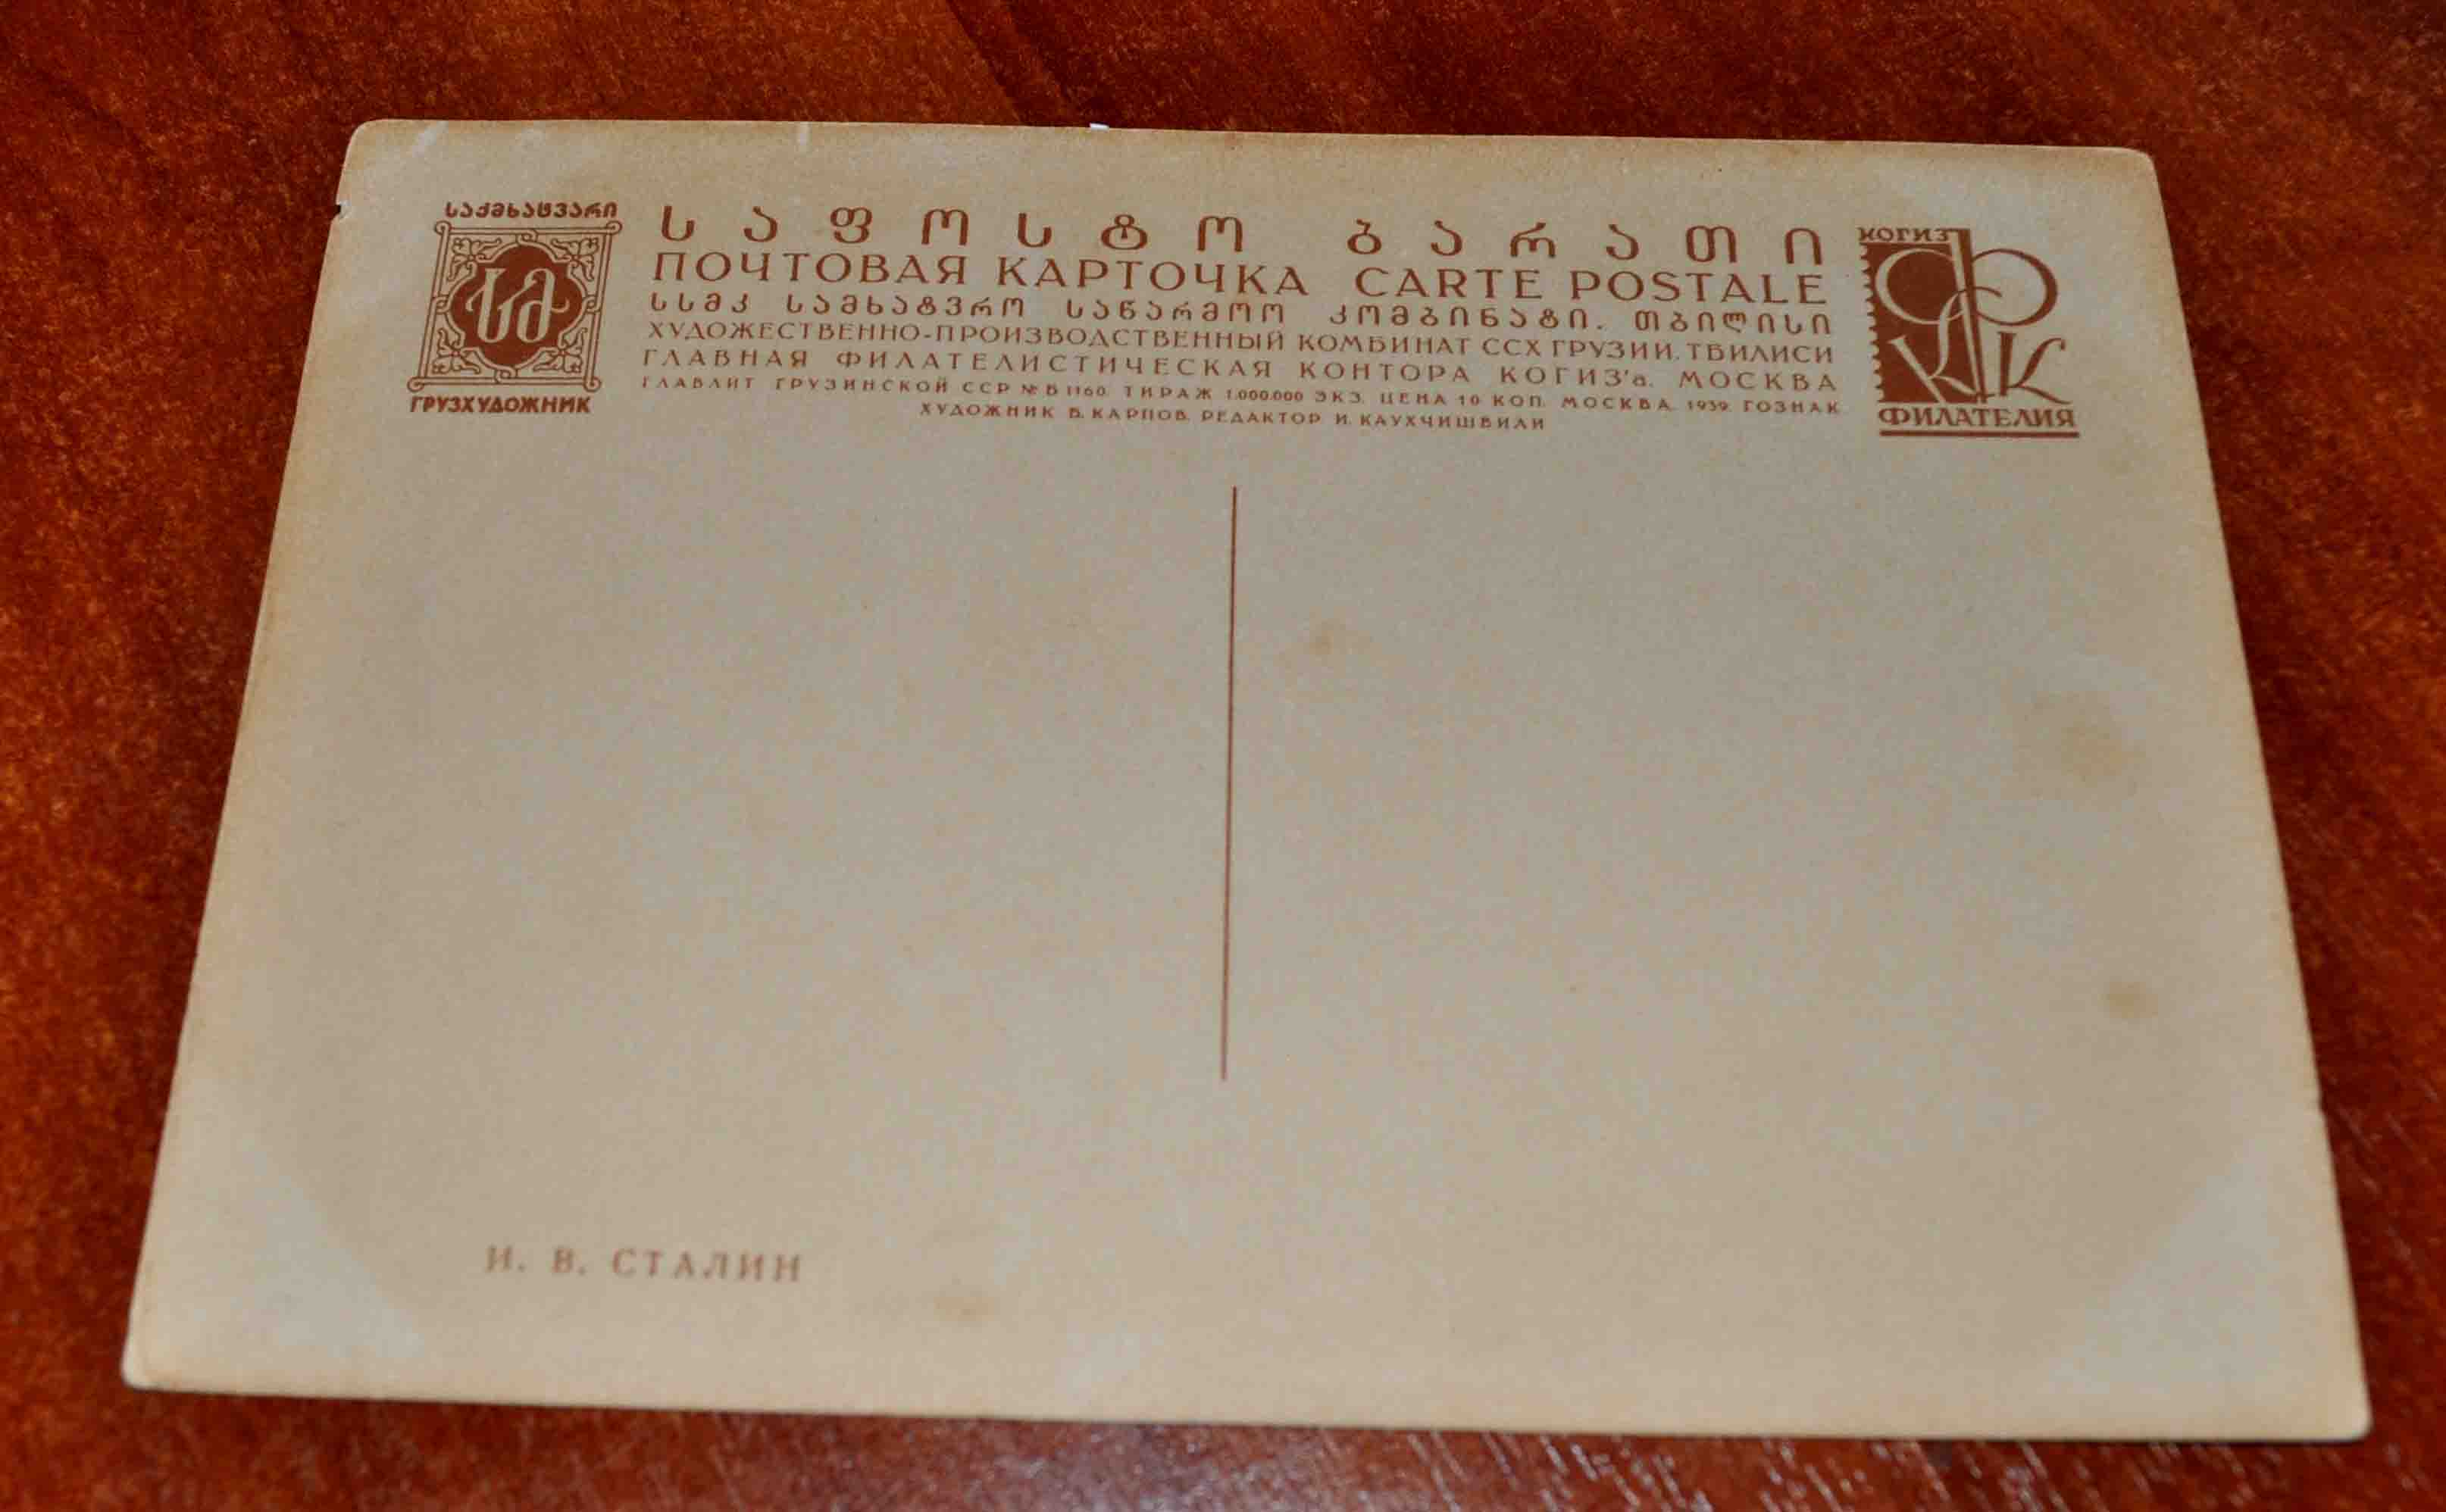 საქმხატვარი
სმ
ГРУЗХУДОЖНИК
საფოსტო ბარათი
ПОЧТОВАЯ КАРТОЧКА CARTE POSTALE
სსმკ სამხატვრო საწარმოო კომბინატი. თბილისი
ХУДОЖЕСТВЕННО-ПРОИЗВОДСТВЕННЫЙ КОМБИНАТ ССХ ГРУЗИИ. ТБИЛИСИ
ГЛАВНАЯ ФИЛАТЕЛИСТИЧЕСКАЯ КОНТОРА КОГИЗ'а. МОСКВА
ГЛАВЛИТ ГРУЗИНСКОЙ ССР № Б 1160. ТИРАЖ 1.000.000 ЭКЗ. ЦЕНА 10 КОП. МОСКВА. 1939. ГОЗНАК
ХУДОЖНИК В. КАРПОВ. РЕДАКТОР И. КАУХЧИШВИЛИ
КОГИЗ
ФК
ФИЛАТЕЛИЯ
И. В. СТАЛИН